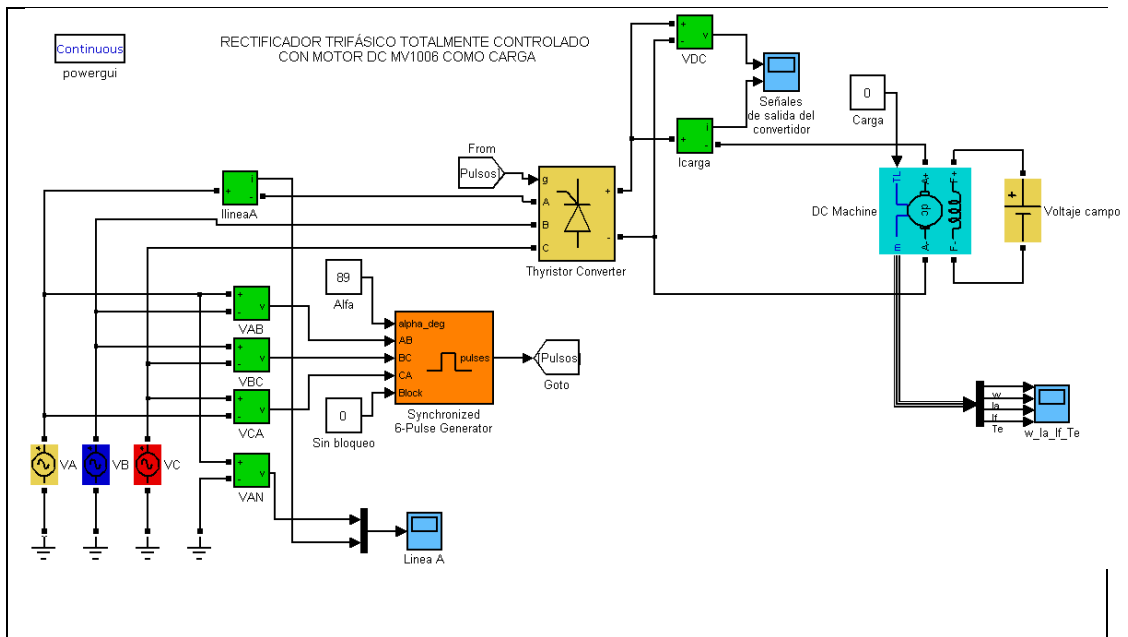 Continuous
powergui
RECTIFICADOR TRIFÁSICO TOTALMENTE CONTROLADO
CON MOTOR DC MV1006 COMO CARGA
+
-
v
VDC
Señales
de salida del
convertidor
0
Carga
+
-
i
Icarga
From
[Pulsos]
g
A
B
C
+
-
Thyristor Converter
+
-
i
IlineaA
DC Machine
TL
m
A+
A-
F+
F-
dc
+
Voltaje campo
89
Alfa
+
-
v
VAB
+
-
v
VBC
+
-
v
VCA
alpha_deg
AB
BC
CA
Block
pulses
Synchronized
6-Pulse Generator
[Pulsos]
Goto
0
Sin bloqueo
w
Ia
If
Te
w_Ia_If_Te
VA
VB
VC
+
-
v
VAN
Linea A